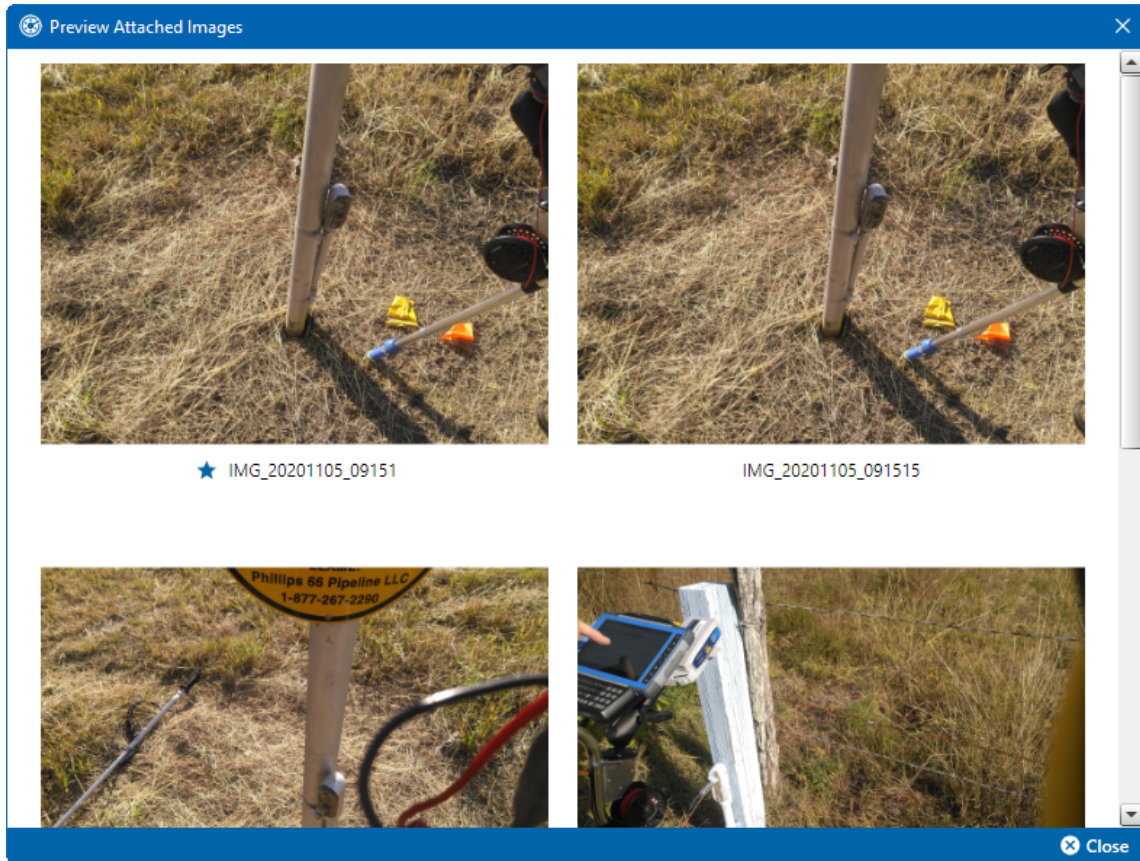 Preview Attached Images
IMG_20201105_09151
IMG_20201105_091515
Phillips 66 Pipeline LLC
1-877-267-2290
Close